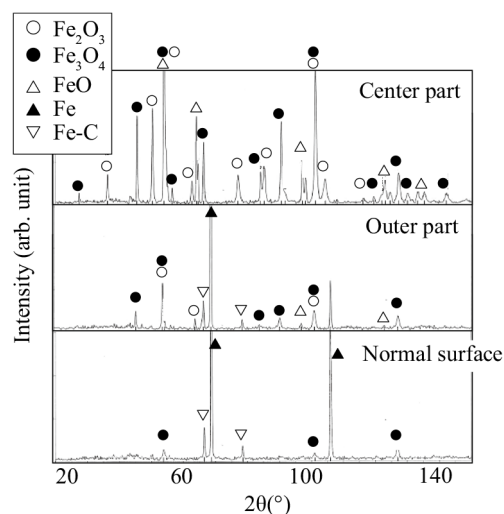 Fe₂O₃
Fe₃O₄
FeO
Fe
Fe-C
Center part
Outer part
Normal surface
Intensity (arb. unit)
20 60 100 140
2θ(°)